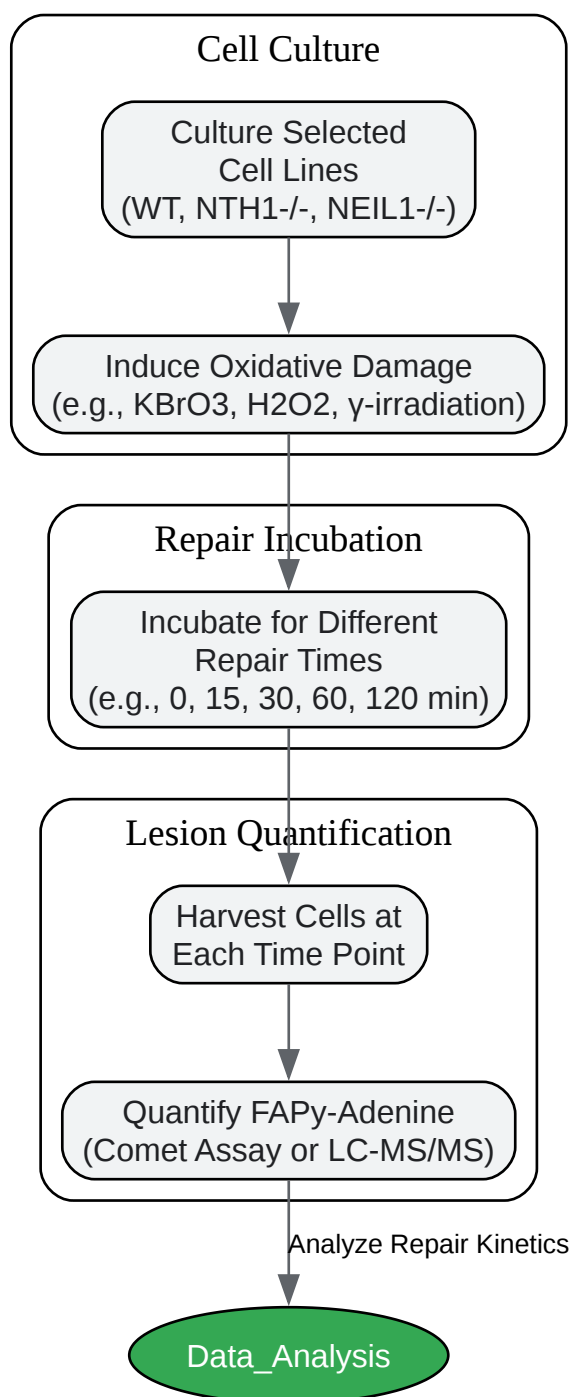 Cell Culture
Culture Selected
Cell Lines
(WT, NTH1-/-, NEIL1-/-)
Induce Oxidative Damage
(e.g., KBrO3, H2O2, γ-irradiation)
Repair Incubation
Incubate for Different
Repair Times
(e.g., 0, 15, 30, 60, 120 min)
Lesion Quantification
Harvest Cells at
Each Time Point
Quantify FAPy-Adenine
(Comet Assay or LC-MS/MS)
Analyze Repair Kinetics
Data_Analysis